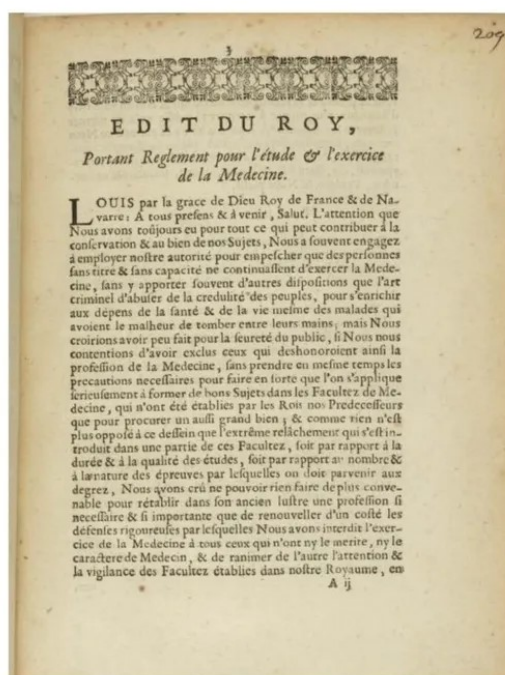 209
3
EDIT DU ROY,
Portant Reglement pour l'étude & l'exercice
de la Medecine.
LOUIS par la grace de Dieu Roy de France & de Na-
varre: A tous preſens & à venir, Salut. L'attention que
Nous avons toûjours eu pour tout ce qui peut contribuer à la
conſervation & au bien de nos Sujets, Nous a ſouvent engagez
à employer noſtre autorité pour empeſcher que des perſonnes
ſans titre & ſans capacité ne continuaſſent d'exercer la Mede-
cine, ſans y apporter ſouvent d'autres diſpoſitions que l'art
criminel d'abuſer de la credulité des peuples, pour s'enrichir
aux dépens de la ſanté & de la vie meſme des malades qui
avoient le malheur de tomber entre leurs mains; mais Nous
croirions avoir peu fait pour la ſeureté du public, ſi Nous nous
contentions d'avoir exclus ceux qui deshonoroient ainſi la
profeſſion de la Medecine, ſans prendre en meſme temps les
precautions neceſſaires pour faire en ſorte que l'on s'applique
ſerieuſement à former de bons Sujets dans les Facultez de Me-
decine, qui n'ont été établies par les Rois nos Predeceſſeurs
que pour procurer un auſſi grand bien; & comme rien n'eſt
plus oppoſé à ce deſſein que l'extrême relâchement qui s'eſt in-
troduit dans une partie de ces Facultez, ſoit par rapport à la
durée & à la qualité des études, ſoit par rapport au nombre &
à la nature des épreuves par leſquelles on doit parvenir aux
degrez, Nous avons crû ne pouvoir rien faire de plus conve-
nable pour rétablir dans ſon ancien luſtre une profeſſion ſi
neceſſaire & ſi importante que de renouveller d'un coſté les
défenſes rigoureuſes par leſquelles Nous avons interdit l'exer-
cice de la Medecine à tous ceux qui n'ont ny le merite, ny le
caractere de Medecin, & de ranimer de l'autre l'attention &
la vigilance des Facultez établies dans noſtre Royaume, en
A ij